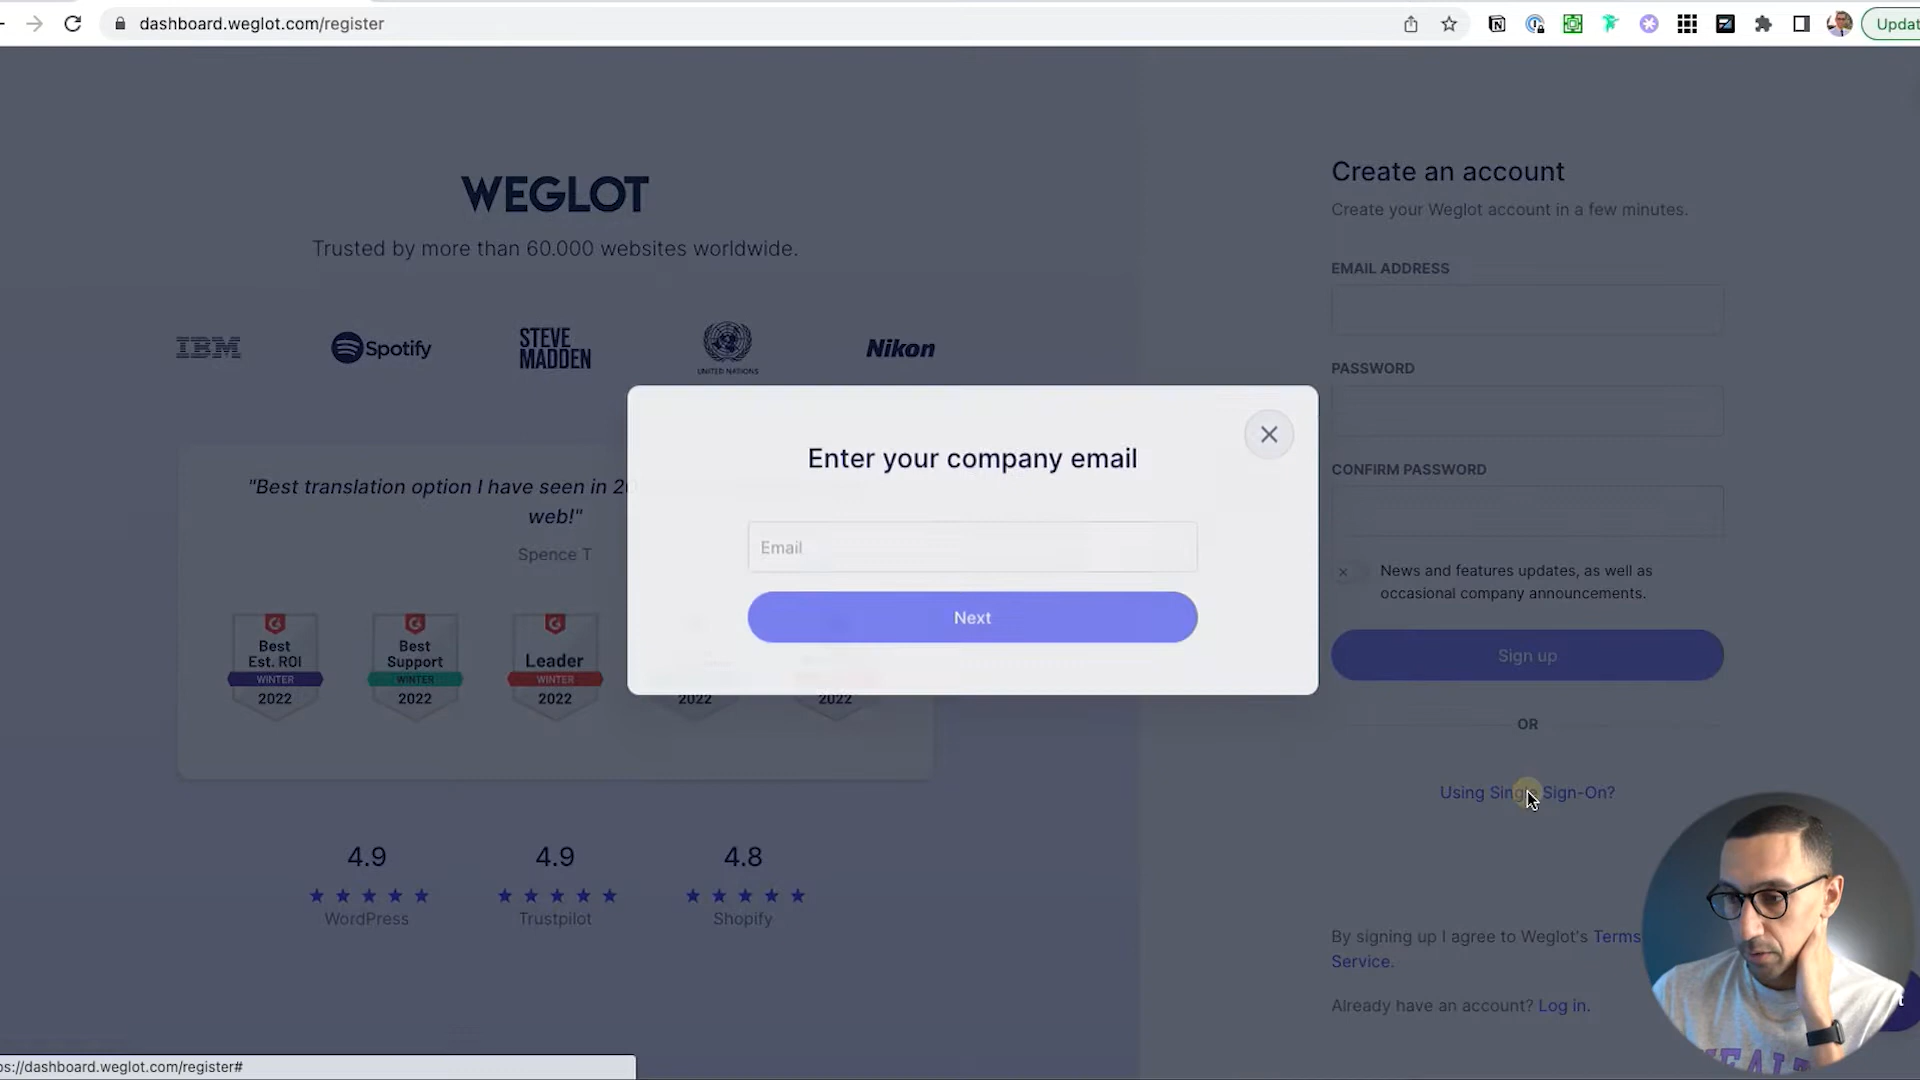 dashboard.weglot.com/register
Updat
WEGLOT
Trusted by more than 60.000 websites worldwide.
IBM
Spotify
STEVE
MADDEN
UNITED NATIONS
Nikon
"Best translation option I have seen in 20
web!"
Spence T
Best
Est. ROI
WINTER
2022
Best
Support
WINTER
2022
Leader
WINTER
2022
2022
2022
4.9
WordPress
4.9
Trustpilot
4.8
Shopify
Enter your company email
Email
Next
Create an account
Create your Weglot account in a few minutes.
EMAIL ADDRESS
PASSWORD
CONFIRM PASSWORD
News and features updates, as well as
occasional company announcements.
Sign up
OR
Using Single Sign-On?
By signing up I agree to Weglot's Terms
Service.
Already have an account? Log in.
ps://dashboard.weglot.com/register#